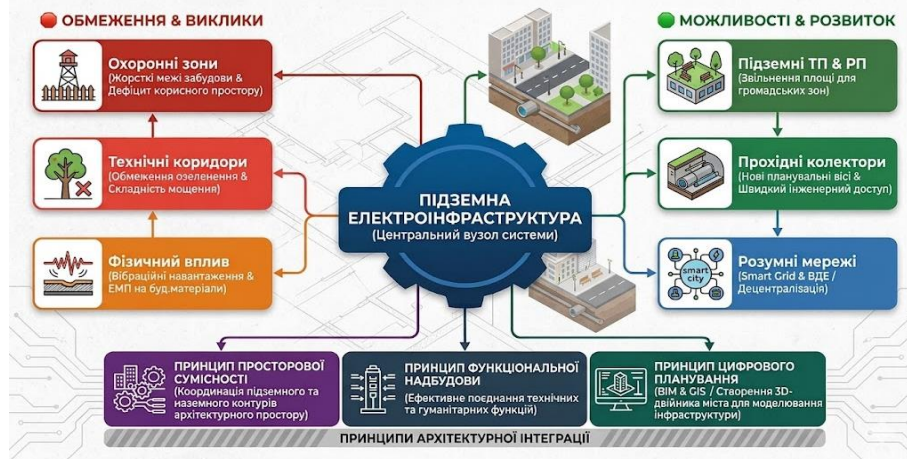 ОБМЕЖЕННЯ & ВИКЛИКИ
Охоронні зони
(Жорсткі межі забудови &
Дефіцит корисного простору)
Технічні коридори
(Обмеження озеленення &
Складність мощення)
Фізичний вплив
(Вібраційні навантаження &
ЕМП на буд.матеріали)
ПІДЗЕМНА
ЕЛЕКТРОІНФРАСТРУКТУРА
(Центральний вузол системи)
МОЖЛИВОСТІ & РОЗВИТОК
Підземні ТП & РП
(Звільнення площі для
громадських зон)
Прохідні колектори
(Нові планувальні вісі &
Швидкий інженерний доступ)
smart
city
Розумні мережі
(Smart Grid & ВДЕ /
Децентралізація)
ПРИНЦИП ПРОСТОРОВОЇ
СУМІСНОСТІ
(Координація підземного та
наземного контурів
архітектурного простору)
ПРИНЦИП ФУНКЦІОНАЛЬНОЇ
НАДБУДОВИ
(Ефективне поєднання технічних
та гуманітарних функцій)
ПРИНЦИП ЦИФРОВОГО
ПЛАНУВАННЯ
(BIM & GIS / Створення 3D-
двійника міста для моделювання
інфраструктури)
ПРИНЦИПИ АРХІТЕКТУРНОЇ ІНТЕГРАЦІЇ